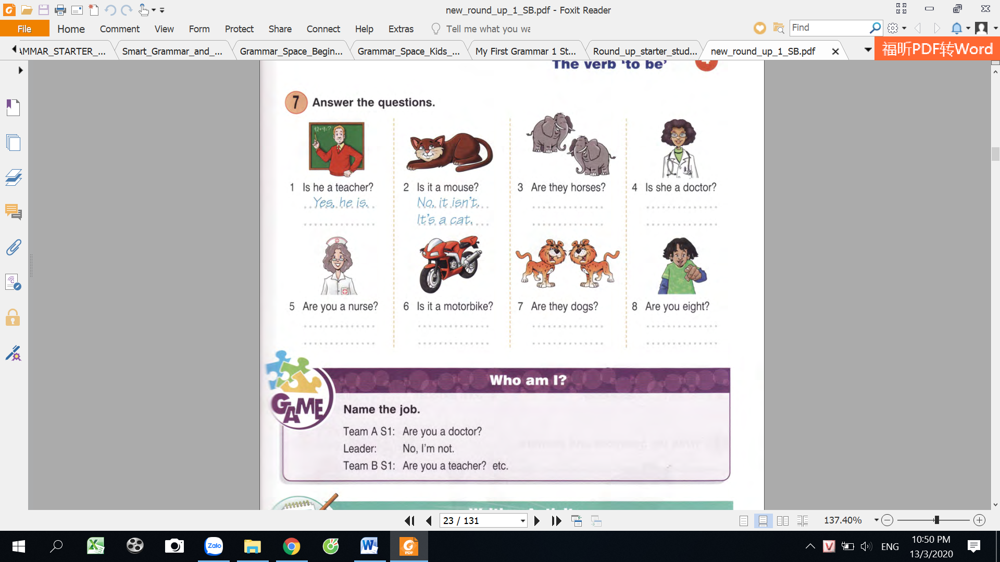 new_round_up_1_SB.pdf - Foxit Reader
File Home Comment View Form Protect Share Connect Help Extras Tell me what you wa
Find
AMMAR_STARTER_... Smart_Grammar_and_... Grammar_Space_Begin... Grammar_Space_Kids_... My First Grammar 1 St... Round_up_starter_stud... new_round_up_1_SB.pdf
福昕PDF转Word
The verb 'to be' 4
7 Answer the questions.
12+9=?
1 Is he a teacher?
Yes, he is.
2 Is it a mouse?
No, it isn't.
It's a cat.
3 Are they horses?
4 Is she a doctor?
5 Are you a nurse?
6 Is it a motorbike?
7 Are they dogs?
8 Are you eight?
GAME
Who am I?
Name the job.
Team A S1: Are you a doctor?
Leader: No, I'm not.
Team B S1: Are you a teacher? etc.
23 / 131
137.40%
Zalo
PDF
ENG
10:50 PM
13/3/2020